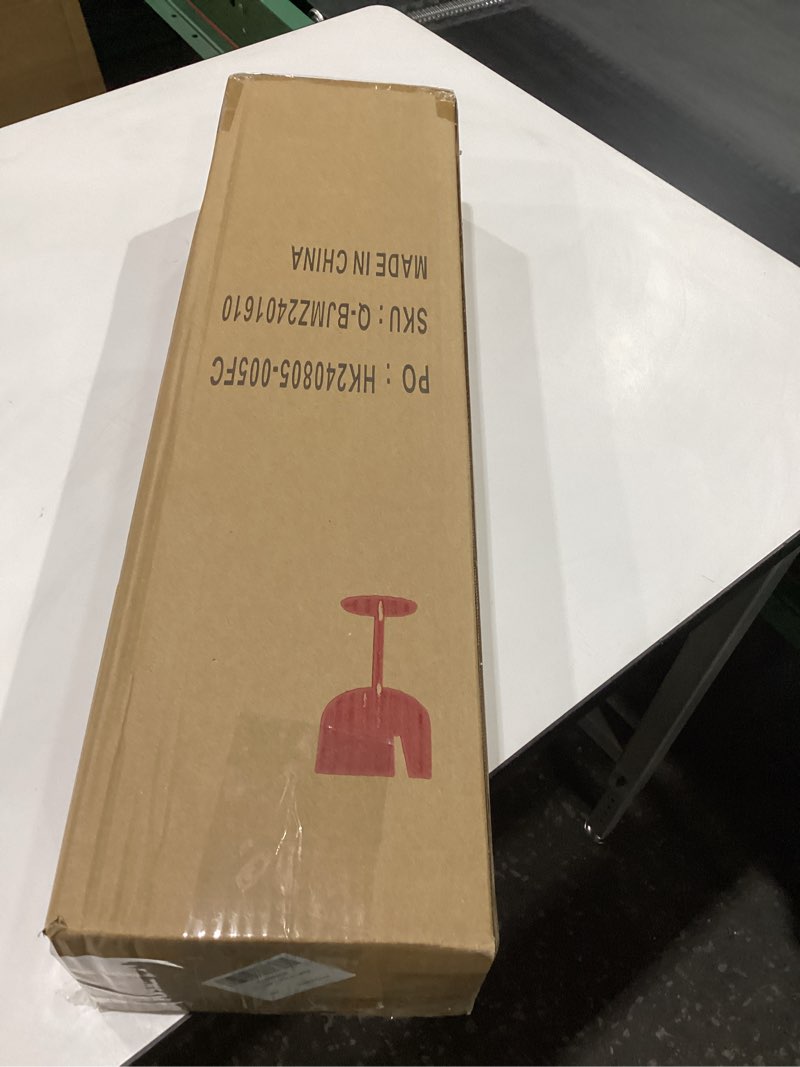 PO : HK240805-005FC
SKU : Q-BJMZ2401610
MADE IN CHINA